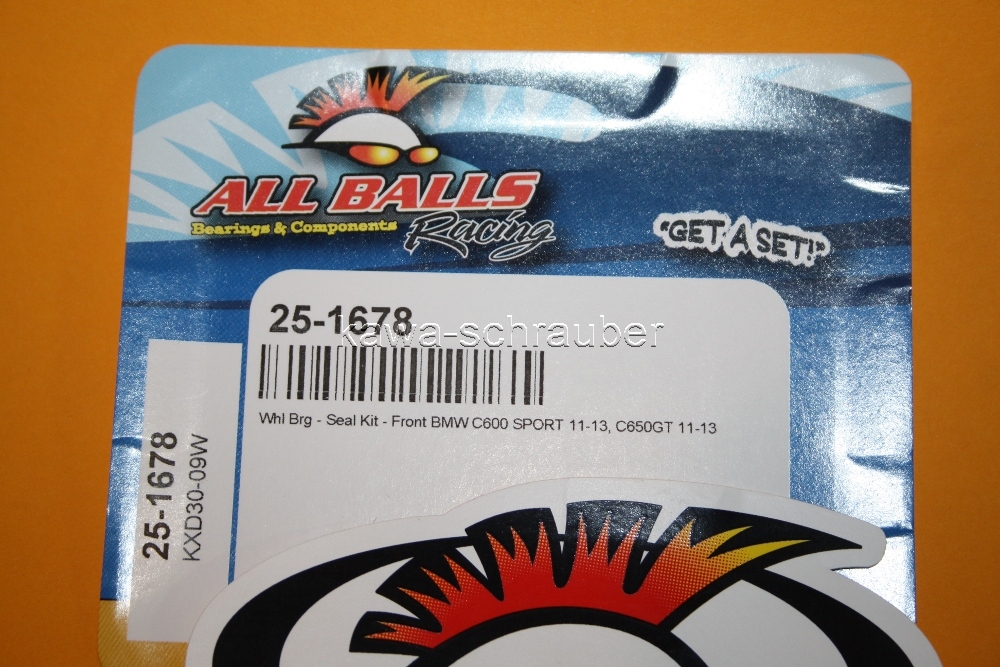 ALL BALLS
Bearings & Components
Racing
"GET A SET!"
25-1678
kawa-schrauber
Whl Brg - Seal Kit - Front BMW C600 SPORT 11-13, C650GT 11-13
25-1678
KXD30-09W